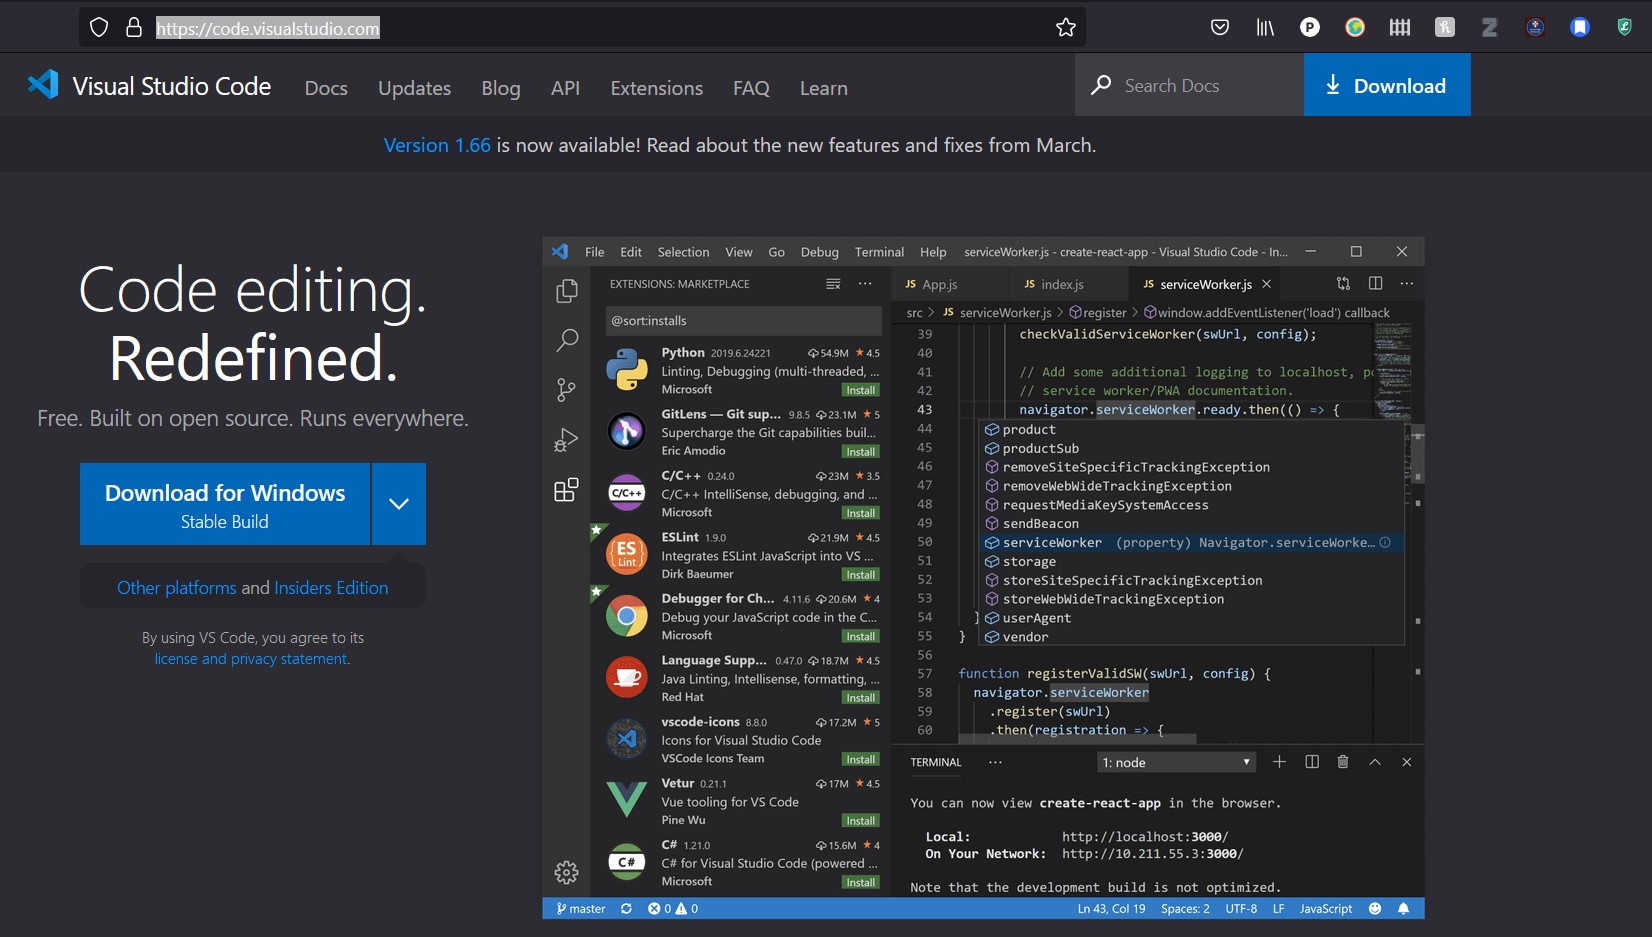 https://code.visualstudio.com
Visual Studio Code
Docs
Updates
Blog
API
Extensions
FAQ
Learn
Search Docs
Download
Version 1.66 is now available! Read about the new features and fixes from March.
Code editing.
Redefined.
Free. Built on open source. Runs everywhere.
Download for Windows
Stable Build
Other platforms and Insiders Edition
By using VS Code, you agree to its
license and privacy statement.
File Edit Selection View Go Debug Terminal Help serviceWorker.js - create-react-app - Visual Studio Code - In...
EXTENSIONS: MARKETPLACE
@sort:installs
Python 2019.6.24221 54.9M 4.5
Linting, Debugging (multi-threaded, ...
Microsoft Install
GitLens — Git sup... 9.8.5 23.1M 5
Supercharge the Git capabilities buil...
Eric Amodio Install
C/C++
C/C++ 0.24.0 23M 3.5
C/C++ IntelliSense, debugging, and ...
Microsoft Install
ES
Lint
ESLint 1.9.0 21.9M 4.5
Integrates ESLint JavaScript into VS ...
Dirk Baeumer Install
Debugger for Ch... 4.11.6 20.6M 4
Debug your JavaScript code in the C...
Microsoft Install
Language Supp... 0.47.0 18.7M 4.5
Java Linting, Intellisense, formatting, ...
Red Hat Install
vscode-icons 8.8.0 17.2M 5
Icons for Visual Studio Code
VSCode Icons Team Install
Vetur 0.21.1 17M 4.5
Vue tooling for VS Code
Pine Wu Install
C#
C# 1.21.0 15.6M 4
C# for Visual Studio Code (powered ...
Microsoft Install
JS App.js
JS index.js
JS serviceWorker.js
src > JS serviceWorker.js > register > window.addEventListener('load') callback
39 checkValidServiceWorker(swUrl, config);
40
41 // Add some additional logging to localhost, po
42 // service worker/PWA documentation.
43 navigator.serviceWorker.ready.then(() => {
44 product
45 productSub
46 removeSiteSpecificTrackingException
47 removeWebWideTrackingException
48 requestMediaKeySystemAccess
49 sendBeacon
50 serviceWorker (property) Navigator.serviceWorke...
51 storage
52 storeSiteSpecificTrackingException
53 storeWebWideTrackingException
54 } userAgent
55 } vendor
56
57 function registerValidSW(swUrl, config) {
58 navigator.serviceWorker
59 .register(swUrl)
60 .then(registration => {
TERMINAL
1: node
You can now view create-react-app in the browser.
Local: http://localhost:3000/
On Your Network: http://10.211.55.3:3000/
Note that the development build is not optimized.
master 0 0 Ln 43, Col 19 Spaces: 2 UTF-8 LF JavaScript